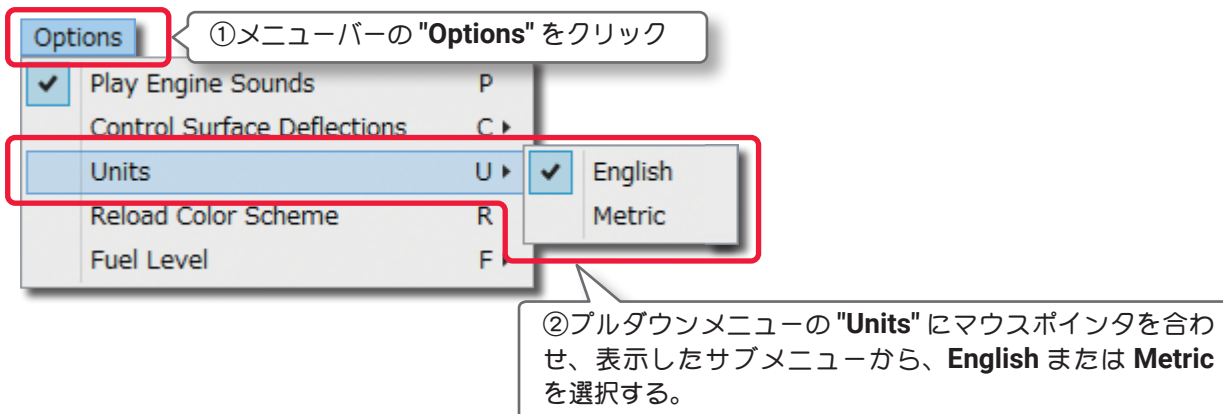 Options
①メニューバーの "Options" をクリック
Play Engine Sounds P
Control Surface Deflections C
Units U
English
Metric
Reload Color Scheme R
Fuel Level F
②プルダウンメニューの "Units" にマウスポインタを合わ
せ、表示したサブメニューから、English または Metric
を選択する。